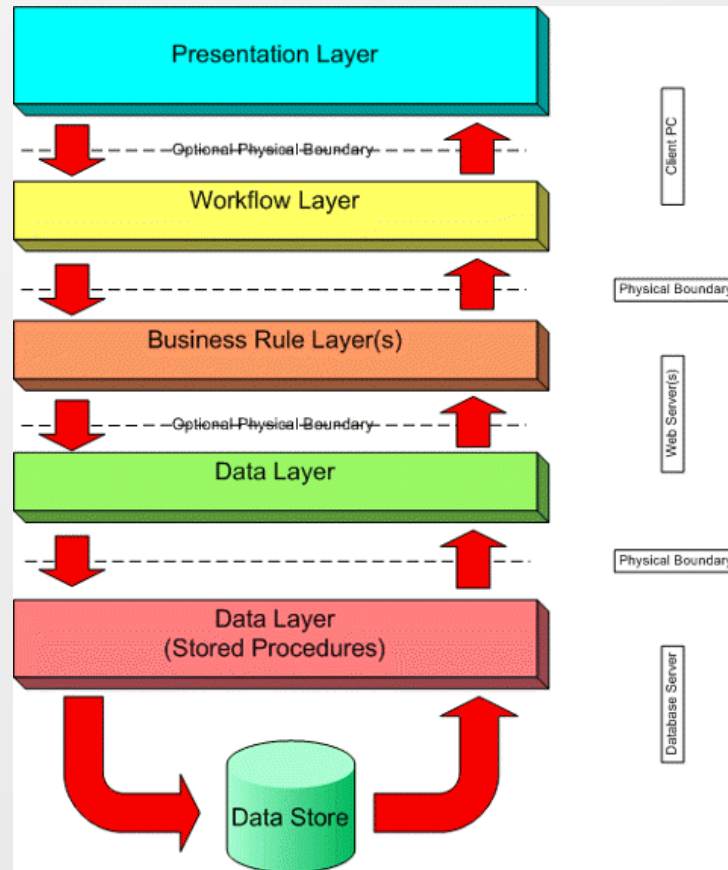 Presentation Layer
Optional Physical Boundary
Client PC
Workflow Layer
Physical Boundary
Business Rule Layer(s)
Web Server(s)
Optional Physical Boundary
Data Layer
Physical Boundary
Data Layer
(Stored Procedures)
Database Server
Data Store